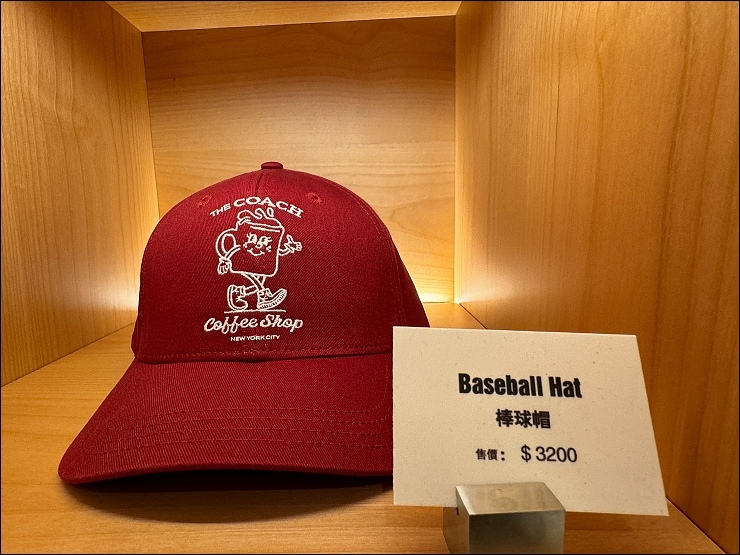 THE COACH
Coffee Shop
NEW YORK CITY
Baseball Hat
棒球帽
售價： $3200